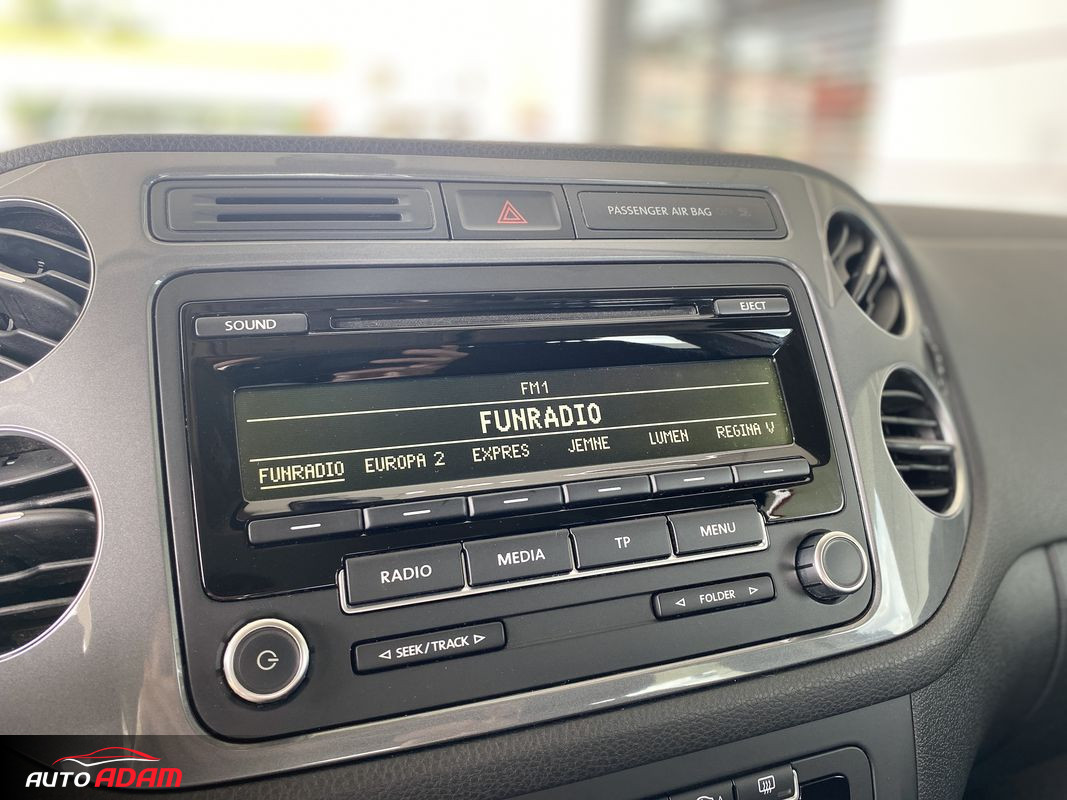 PASSENGER AIR BAG
SOUND
EJECT
FM1
FUNRADIO
FUNRADIO EUROPA 2 EXPRES JEMNE LUMEN REGINA V
RADIO MEDIA TP MENU
SEEK/TRACK
FOLDER
AUTO ADAM